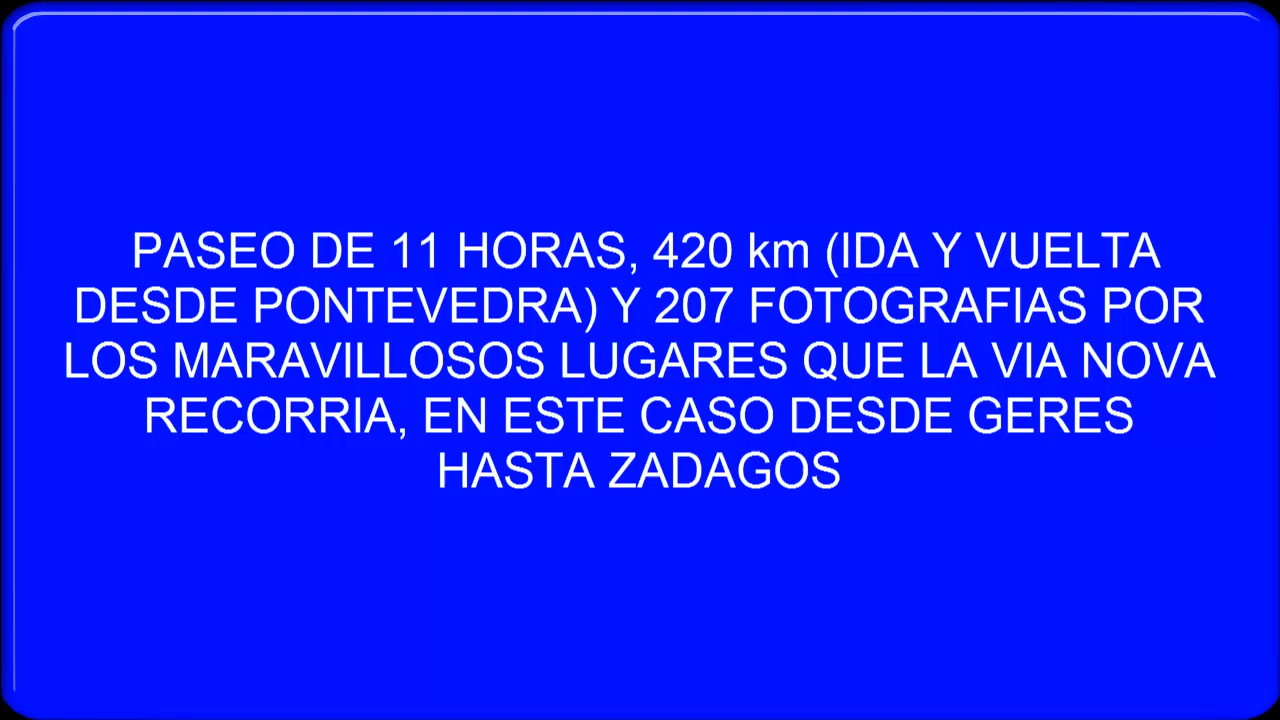 PASEO DE 11 HORAS, 420 km (IDA Y VUELTA
DESDE PONTEVEDRA) Y 207 FOTOGRAFIAS POR
LOS MARAVILLOSOS LUGARES QUE LA VIA NOVA
RECORRIA, EN ESTE CASO DESDE GERES
HASTA ZADAGOS